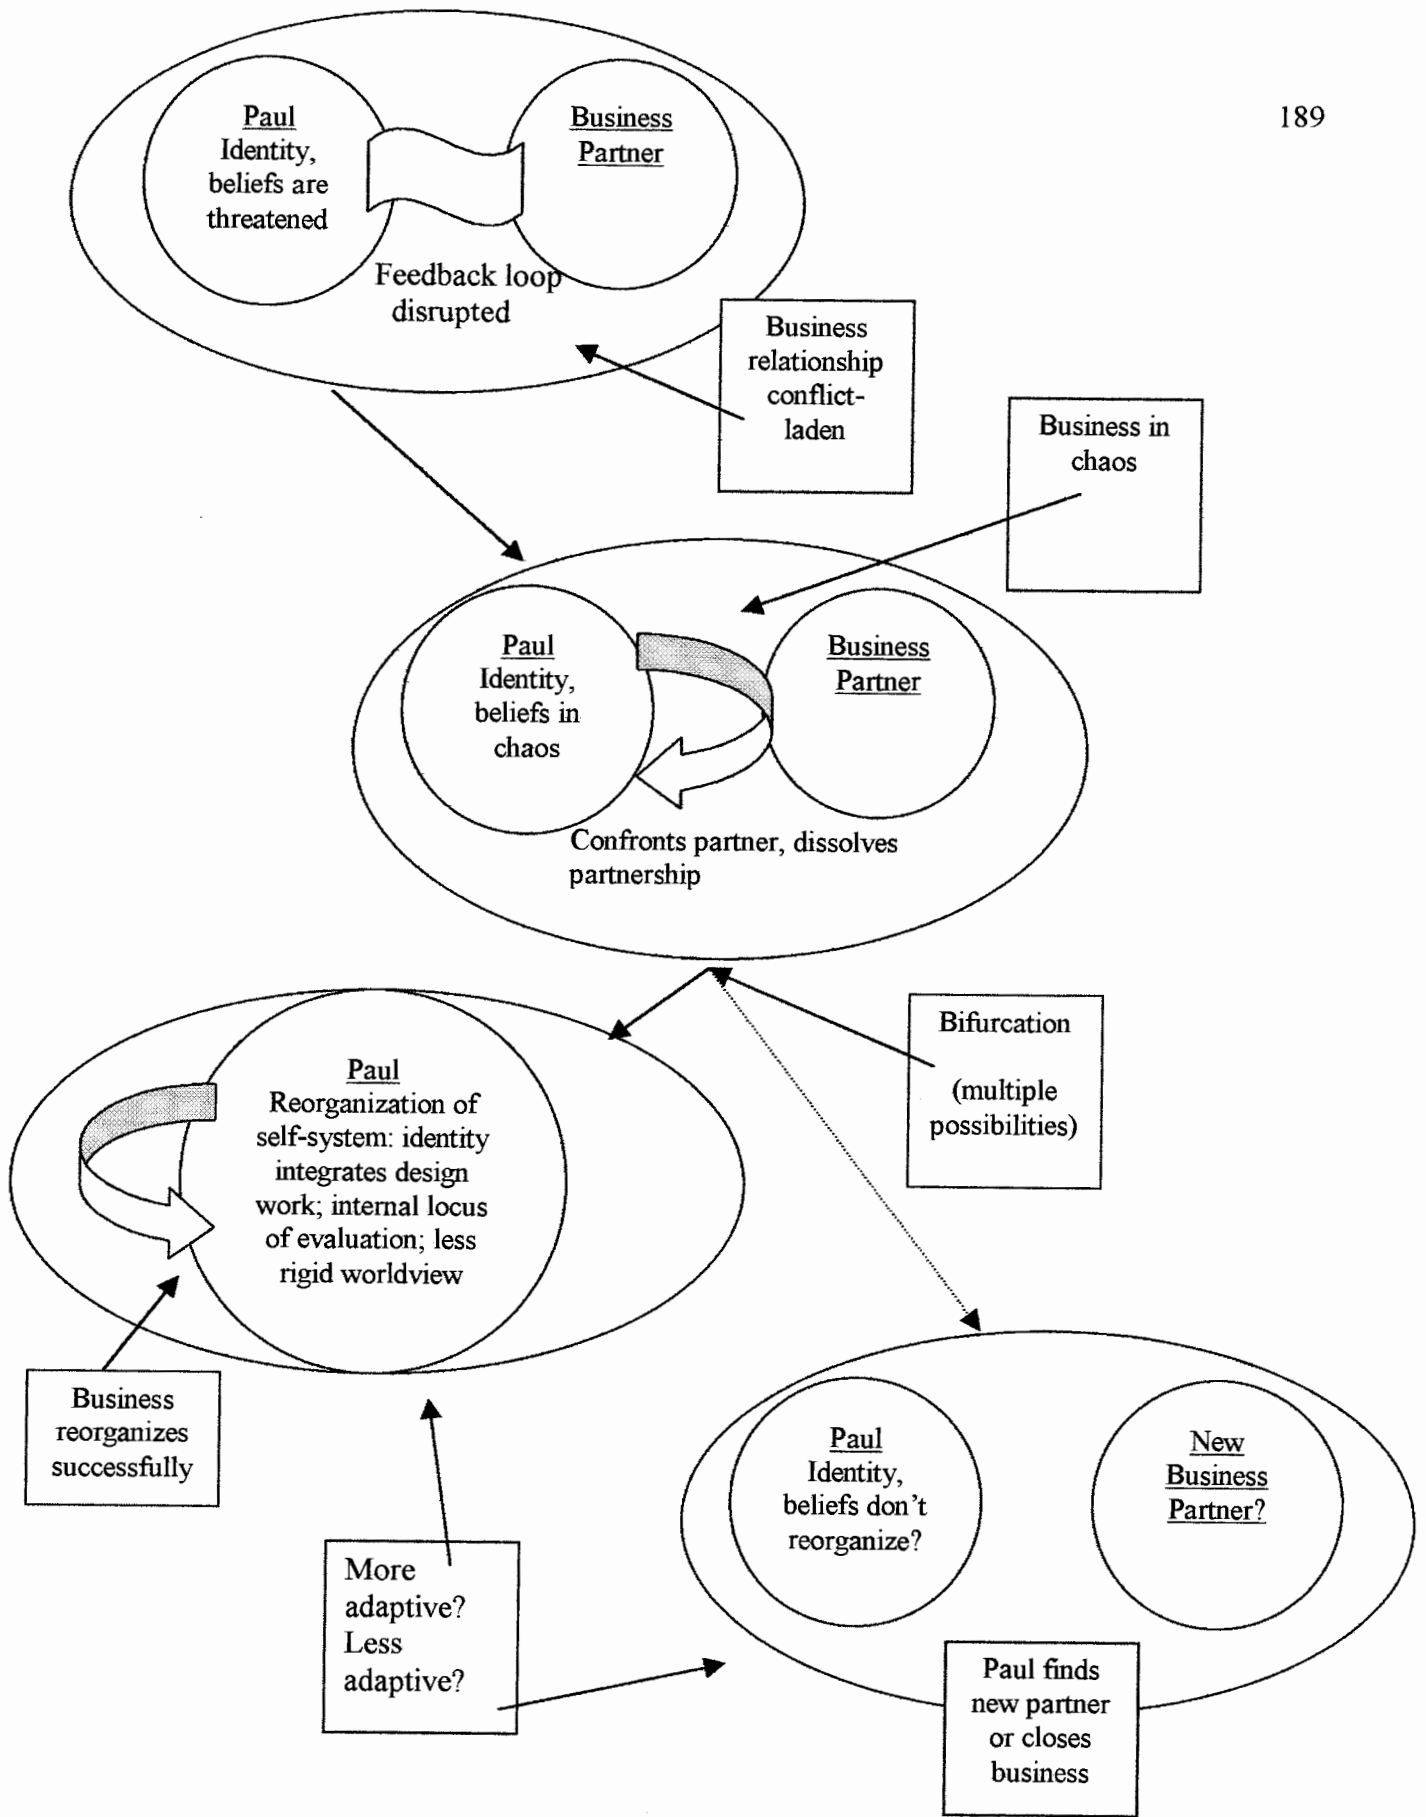 189
Paul
Identity,
beliefs are
threatened
Business
Partner
Feedback loop
disrupted
Business
relationship
conflict-
laden
Business in
chaos
Paul
Identity,
beliefs in
chaos
Business
Partner
Confronts partner, dissolves
partnership
Bifurcation
(multiple
possibilities)
Paul
Reorganization of
self-system: identity
integrates design
work; internal locus
of evaluation; less
rigid worldview
Business
reorganizes
successfully
Paul
Identity,
beliefs don't
reorganize?
New
Business
Partner?
More
adaptive?
Less
adaptive?
Paul finds
new partner
or closes
business